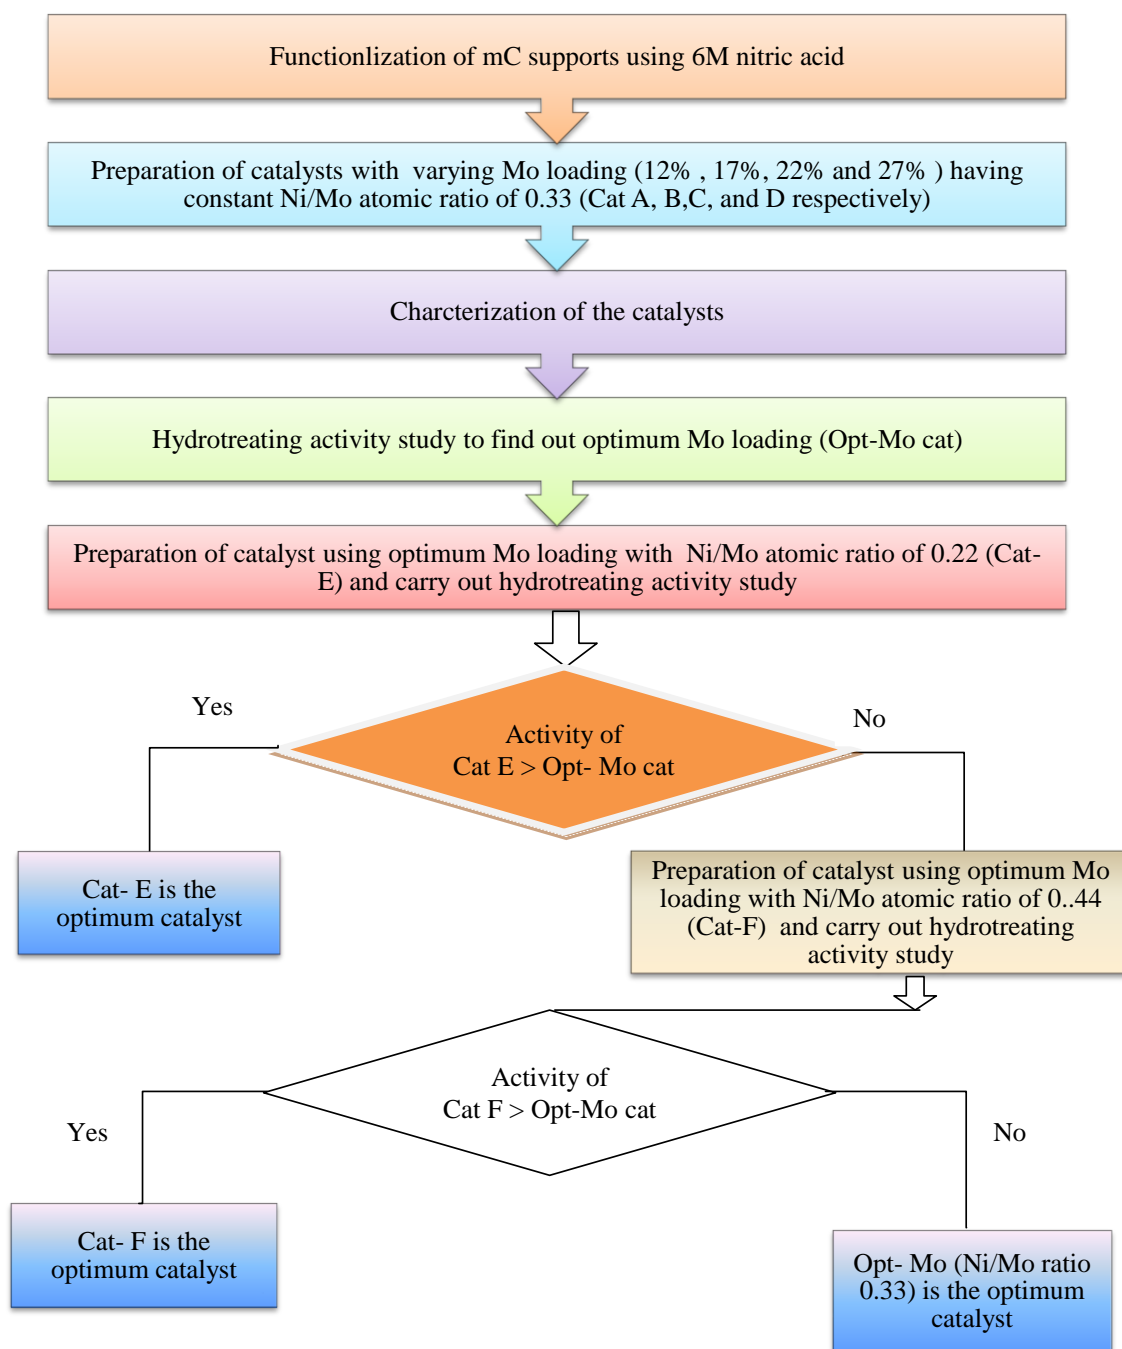 Functionlization of mC supports using 6M nitric acid
Preparation of catalysts with varying Mo loading (12% , 17%, 22% and 27% ) having
constant Ni/Mo atomic ratio of 0.33 (Cat A, B,C, and D respectively)
Charcterization of the catalysts
Hydrotreating activity study to find out optimum Mo loading (Opt-Mo cat)
Preparation of catalyst using optimum Mo loading with Ni/Mo atomic ratio of 0.22 (Cat-
E) and carry out hydrotreating activity study
Yes
No
Activity of
Cat E > Opt- Mo cat
Cat- E is the
optimum catalyst
Preparation of catalyst using optimum Mo
loading with Ni/Mo atomic ratio of 0..44
(Cat-F) and carry out hydrotreating
activity study
Activity of
Cat F > Opt-Mo cat
Yes
No
Cat- F is the
optimum catalyst
Opt- Mo (Ni/Mo ratio
0.33) is the optimum
catalyst